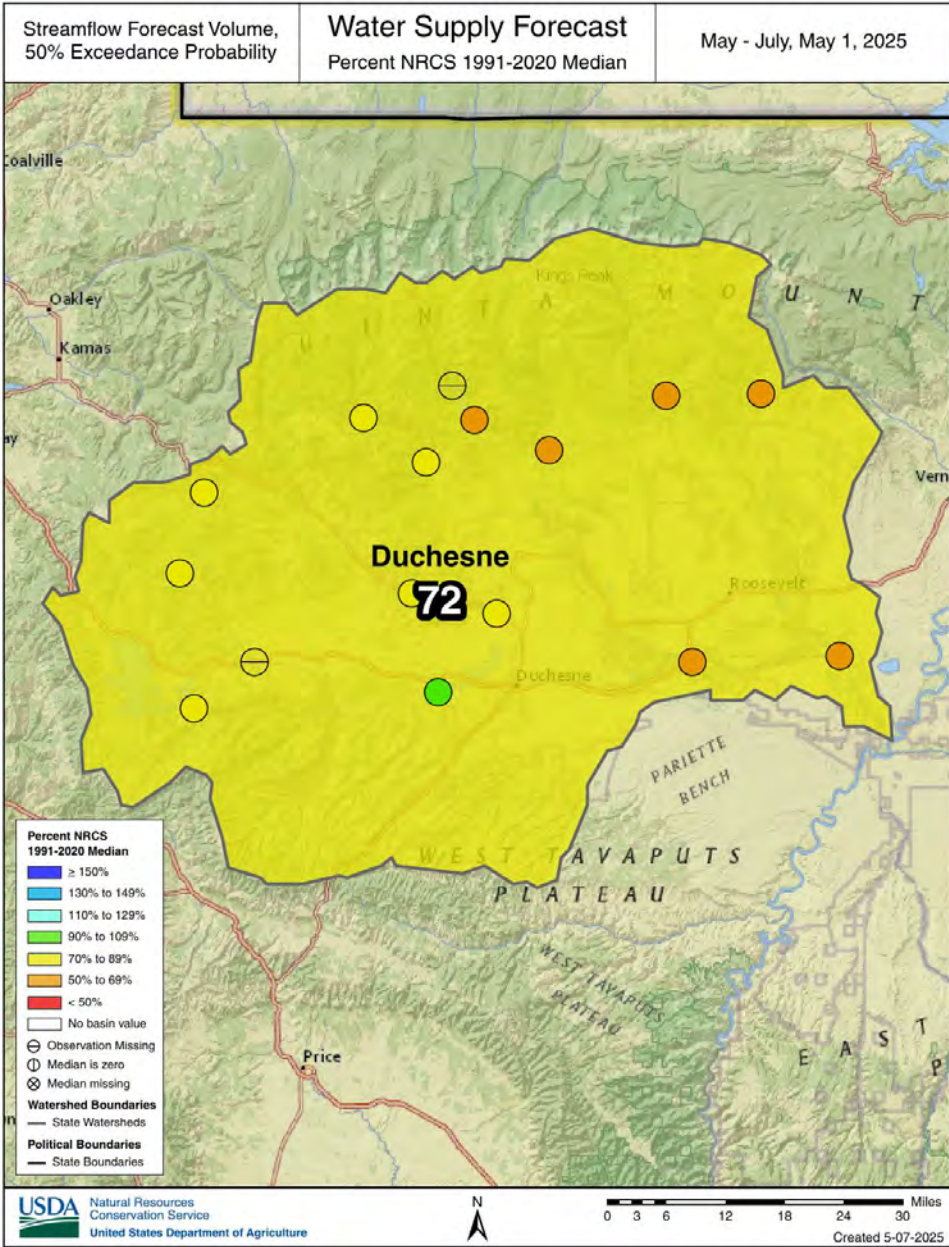 Streamflow Forecast Volume,
50% Exceedance Probability
Water Supply Forecast
Percent NRCS 1991-2020 Median
May - July, May 1, 2025
Coalville
Oakley
Kamas
Kings Peak
U I N T A M O U N T
Vern
Duchesne
72
Roosevelt
Duchesne
PARIETTE
BENCH
WEST TAVAPUTS
PLATEAU
WEST TAVAPUTS
PLATEAU
E A S T
P
Price
Percent NRCS
1991-2020 Median
≥ 150%
130% to 149%
110% to 129%
90% to 109%
70% to 89%
50% to 69%
< 50%
No basin value
Observation Missing
Median is zero
Median missing
Watershed Boundaries
State Watersheds
Political Boundaries
State Boundaries
USDA
Natural Resources
Conservation Service
United States Department of Agriculture
N
Miles
0 3 6 12 18 24 30
Created 5-07-2025